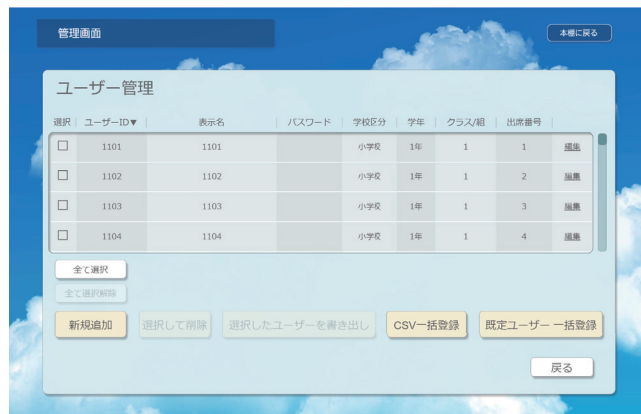 管理画面
本棚に戻る
ユーザー管理
選択 ユーザーID▼ 表示名 パスワード 学校区分 学年 クラス/組 出席番号
1101 1101 小学校 1年 1 1 編集
1102 1102 小学校 1年 1 2 編集
1103 1103 小学校 1年 1 3 編集
1104 1104 小学校 1年 1 4 編集
全て選択
全て選択解除
新規追加 選択して削除 選択したユーザーを書き出し CSV一括登録 既定ユーザー 一括登録
戻る